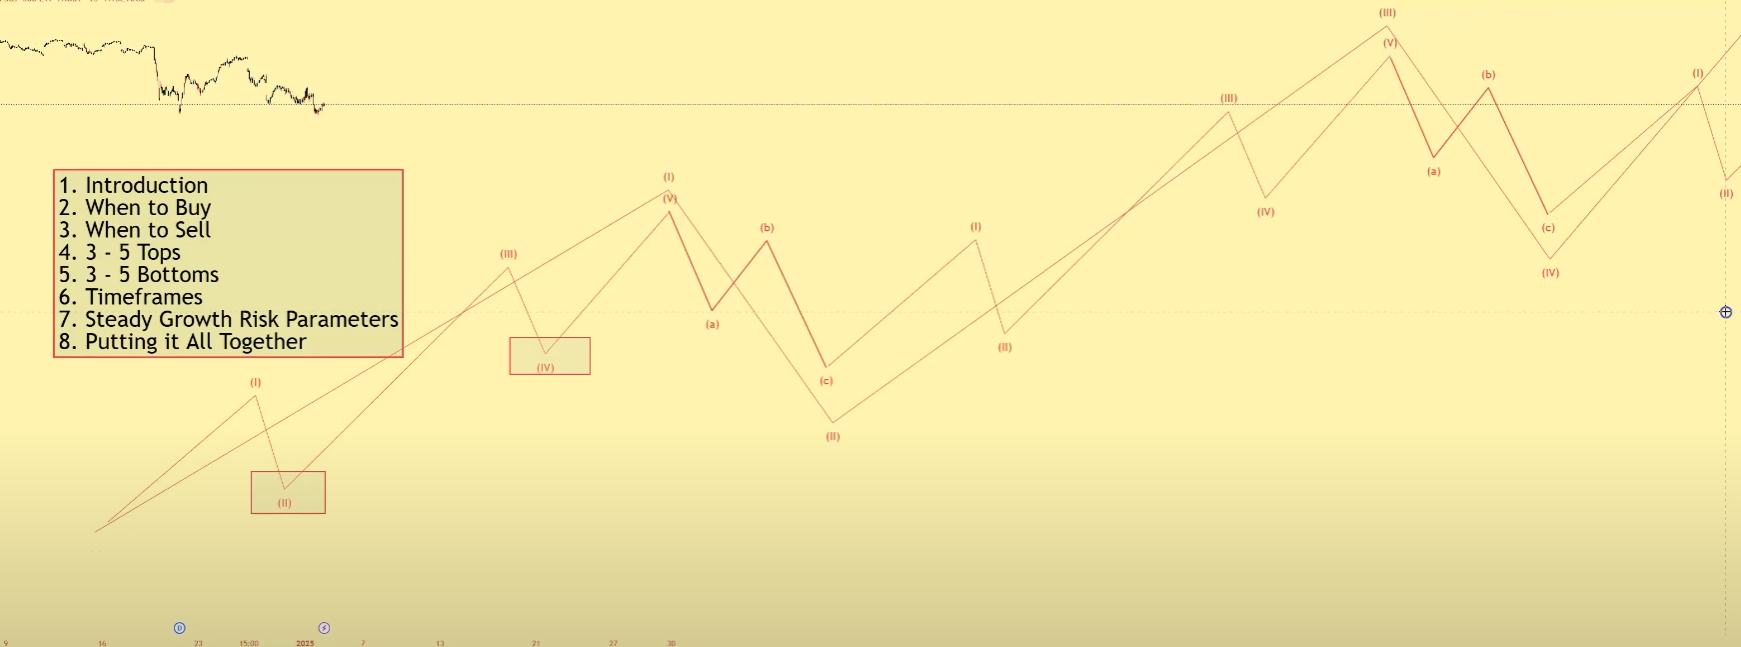 (III)
(V)
(b)
(I)
(III)
(a)
(II)
(I)
(V)
(IV)
1. Introduction
2. When to Buy
3. When to Sell
4. 3 - 5 Tops
5. 3 - 5 Bottoms
6. Timeframes
7. Steady Growth Risk Parameters
8. Putting it All Together
(b)
(I)
(c)
(III)
(IV)
(a)
(II)
(IV)
(c)
(I)
(II)
(II)
D
9 16 23 15:00 2025 7 13 21 27 30